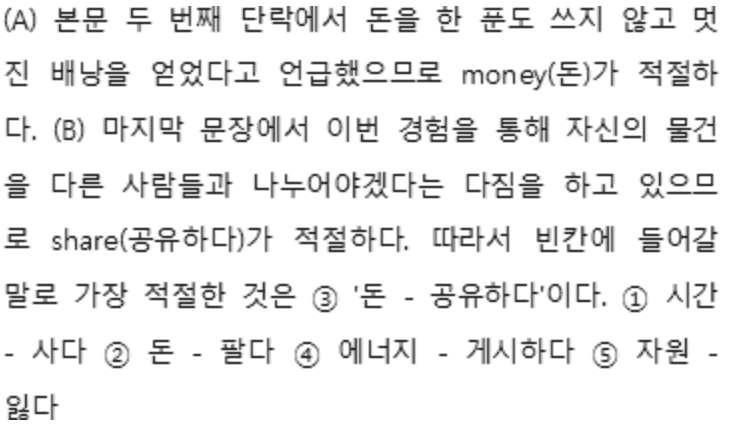 (A) 본문 두 번째 단락에서 돈을 한 푼도 쓰지 않고 멋
진 배낭을 얻었다고 언급했으므로 money(돈)가 적절하
다. (B) 마지막 문장에서 이번 경험을 통해 자신의 물건
을 다른 사람들과 나누어야겠다는 다짐을 하고 있으므
로 share(공유하다)가 적절하다. 따라서 빈칸에 들어갈
말로 가장 적절한 것은 ③ '돈 - 공유하다'이다. ① 시간
- 사다 ② 돈 - 팔다 ④ 에너지 - 게시하다 ⑤ 자원 -
잃다